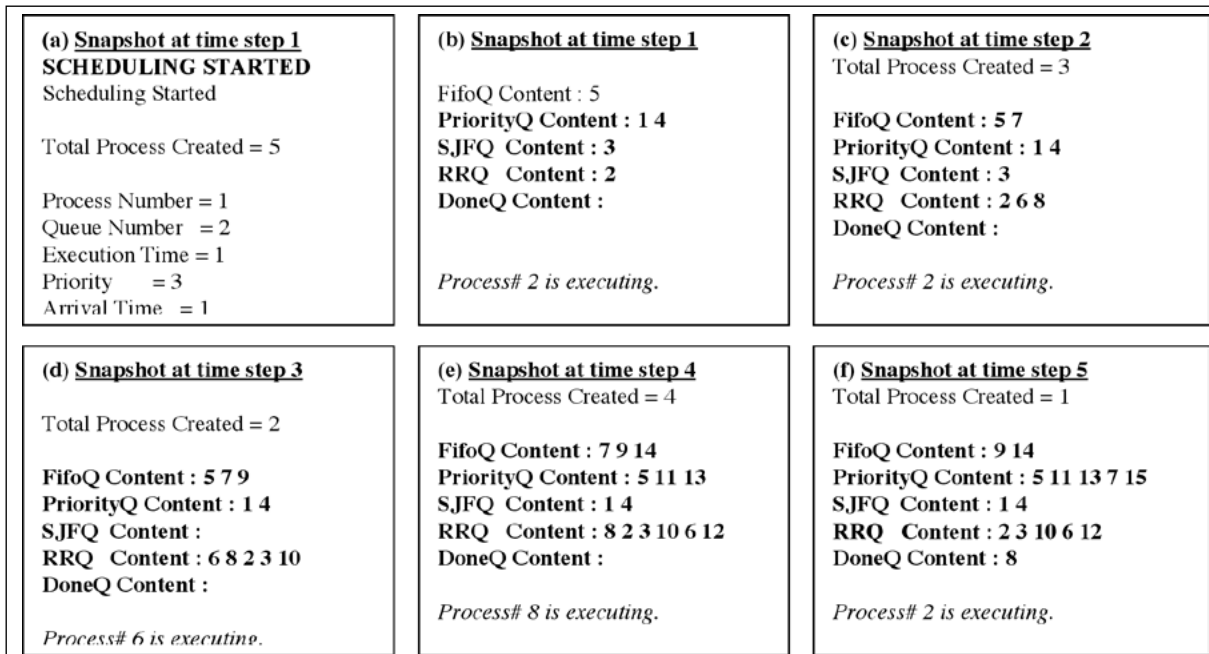 (a) Snapshot at time step 1
SCHEDULING STARTED
Scheduling Started
Total Process Created = 5
Process Number = 1
Queue Number = 2
Execution Time = 1
Priority = 3
Arrival Time = 1
(b) Snapshot at time step 1
FifoQ Content : 5
PriorityQ Content : 1 4
SJFQ Content : 3
RRQ Content : 2
DoneQ Content :
Process# 2 is executing.
(c) Snapshot at time step 2
Total Process Created = 3
FifoQ Content : 5 7
PriorityQ Content : 1 4
SJFQ Content : 3
RRQ Content : 2 6 8
DoneQ Content :
Process# 2 is executing.
(d) Snapshot at time step 3
Total Process Created = 2
FifoQ Content : 5 7 9
PriorityQ Content : 1 4
SJFQ Content :
RRQ Content : 6 8 2 3 10
DoneQ Content :
Process# 6 is executing.
(e) Snapshot at time step 4
Total Process Created = 4
FifoQ Content : 7 9 14
PriorityQ Content : 5 11 13
SJFQ Content : 1 4
RRQ Content : 8 2 3 10 6 12
DoneQ Content :
Process# 8 is executing.
(f) Snapshot at time step 5
Total Process Created = 1
FifoQ Content : 9 14
PriorityQ Content : 5 11 13 7 15
SJFQ Content : 1 4
RRQ Content : 2 3 10 6 12
DoneQ Content : 8
Process# 2 is executing.